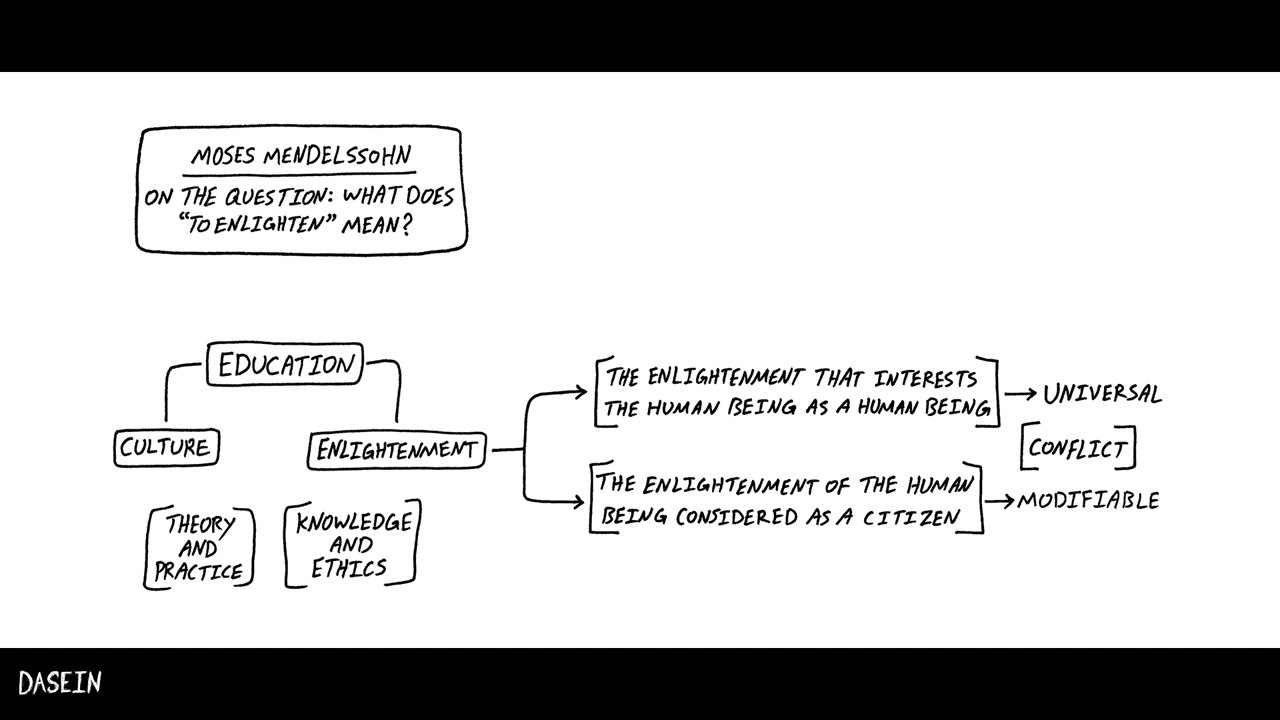 MOSES MENDELSSOHN
ON THE QUESTION: WHAT DOES
"TO ENLIGHTEN" MEAN?
EDUCATION
CULTURE
ENLIGHTENMENT
THEORY
AND
PRACTICE
KNOWLEDGE
AND
ETHICS
THE ENLIGHTENMENT THAT INTERESTS
THE HUMAN BEING AS A HUMAN BEING
UNIVERSAL
CONFLICT
THE ENLIGHTENMENT OF THE HUMAN
BEING CONSIDERED AS A CITIZEN
MODIFIABLE
DASEIN